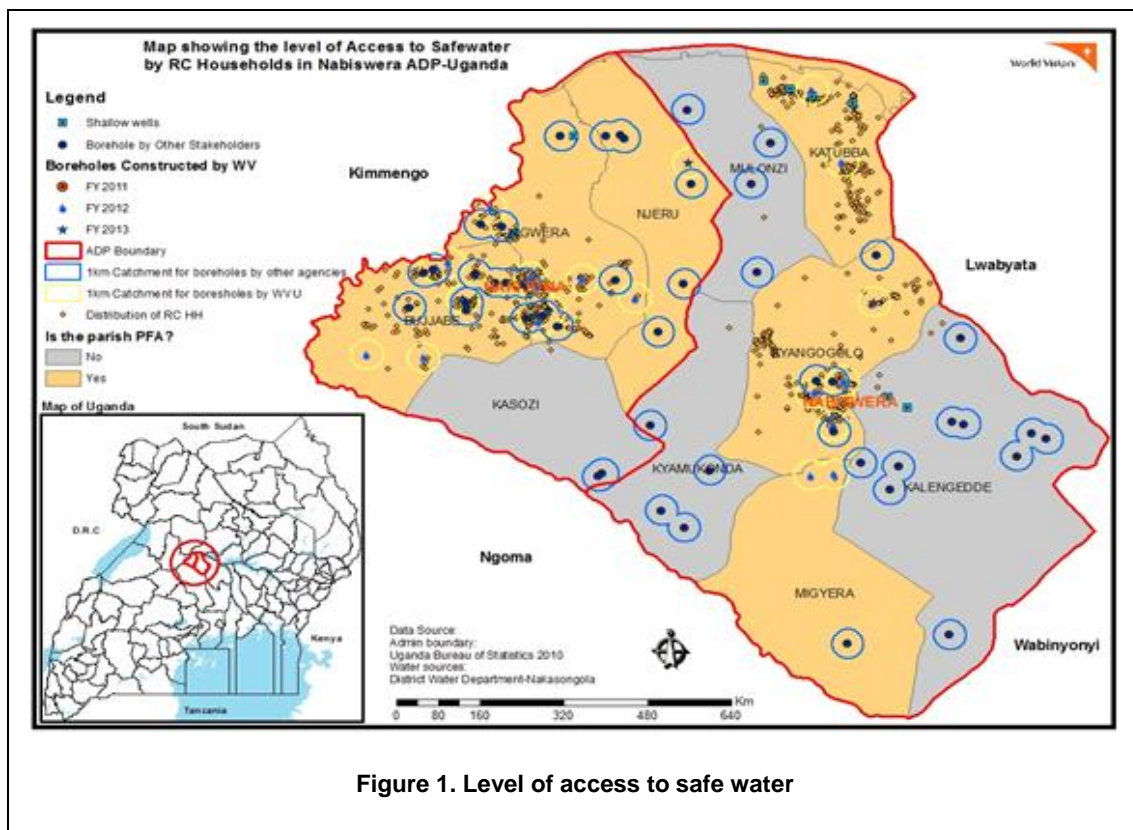 Map showing the level of Access to Safewater
by RC Households in Nabiswera ADP-Uganda
World Vision
Legend
Shallow wells
Borehole by Other Stakeholders
Boreholes Constructed by WV
FY 2011
FY 2012
FY 2013
ADP Boundary
1km Catchment for boreholes by other agencies
1km Catchment for boresholes by WVU
Distribution of RC HH
Is the parish PFA?
No
Yes
Kimmengo
MULONZI
KATUBBA
NJERU
Lwabyata
KASOZI
KYAMUKONDA
KALENGEDDE
Ngoma
MIGYERA
Wabinyonyi
Map of Uganda
South Sudan
D.R.C
Kenya
Tanzania
Data Source:
Admin boundary:
Uganda Bureau of Statistics 2010
Water sources:
District Water Department-Nakasongola
Km
0 80 160 320 480 640
Figure 1. Level of access to safe water